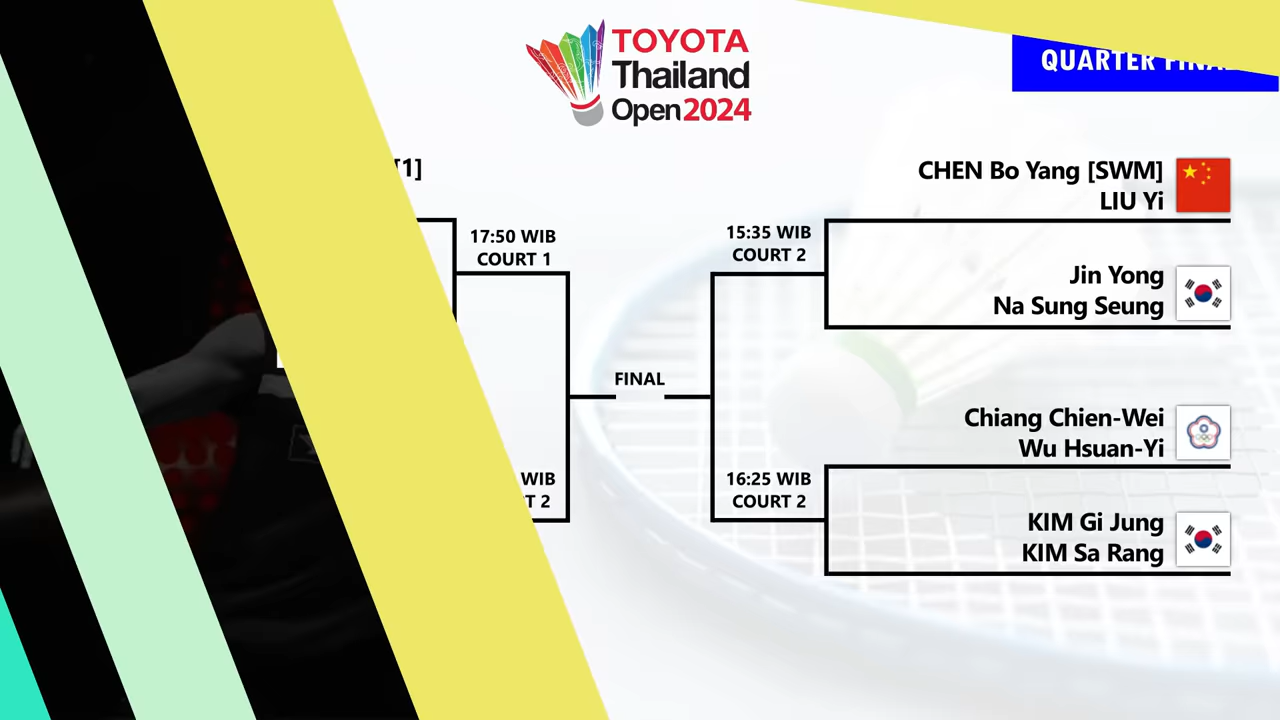 TOYOTA
Thailand
Open 2024
QUARTER
[1]
17:50 WIB
COURT 1
WIB
2
FINAL
15:35 WIB
COURT 2
16:25 WIB
COURT 2
CHEN Bo Yang [SWM]
LIU Yi
Jin Yong
Na Sung Seung
Chiang Chien-Wei
Wu Hsuan-Yi
KIM Gi Jung
KIM Sa Rang